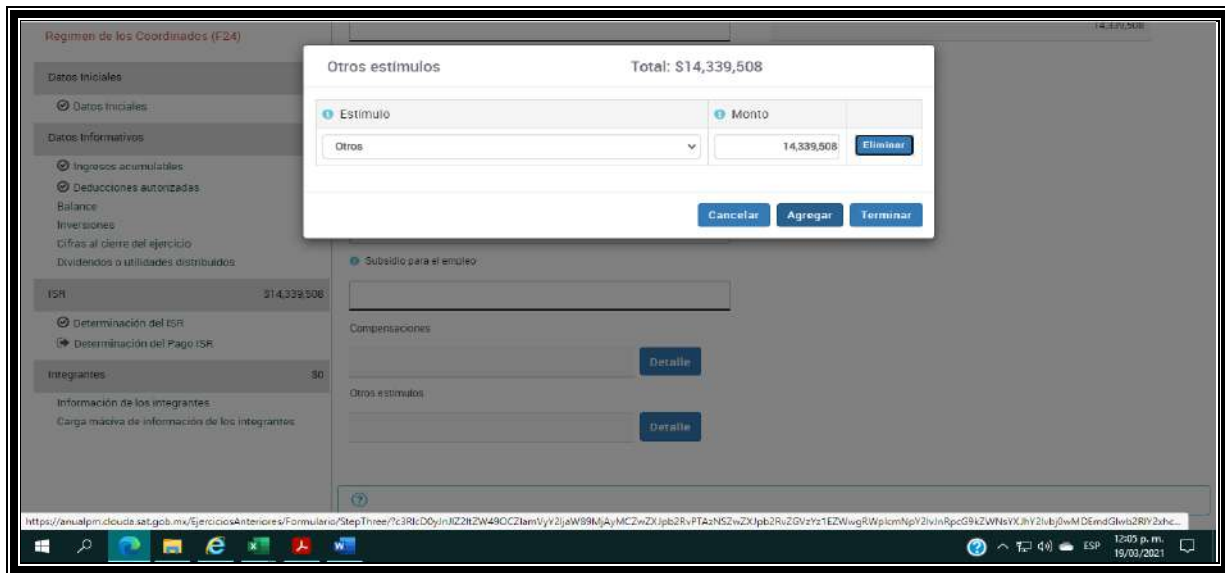 Régimen de los Coordinados (F24)
14,339,508
Otros estímulos Total: $14,339,508
Datos Iniciales
Datos Iniciales
Estímulo Monto
Otros 14,339,508 Eliminar
Datos Informativos
Ingresos acumulables
Deducciones autorizadas
Balance
Inversiones
Cifras al cierre del ejercicio
Dividendos o utilidades distribuidos
Cancelar Agregar Terminar
Subsidio para el empleo
ISR $14,339,508
Determinación del ISR
Determinación del Pago ISR
Compensaciones
Detalle
Integrantes $0
Información de los integrantes
Carga masiva de información de los integrantes
Otros estímulos
Detalle
ESP
12:05 p. m.
19/03/2021